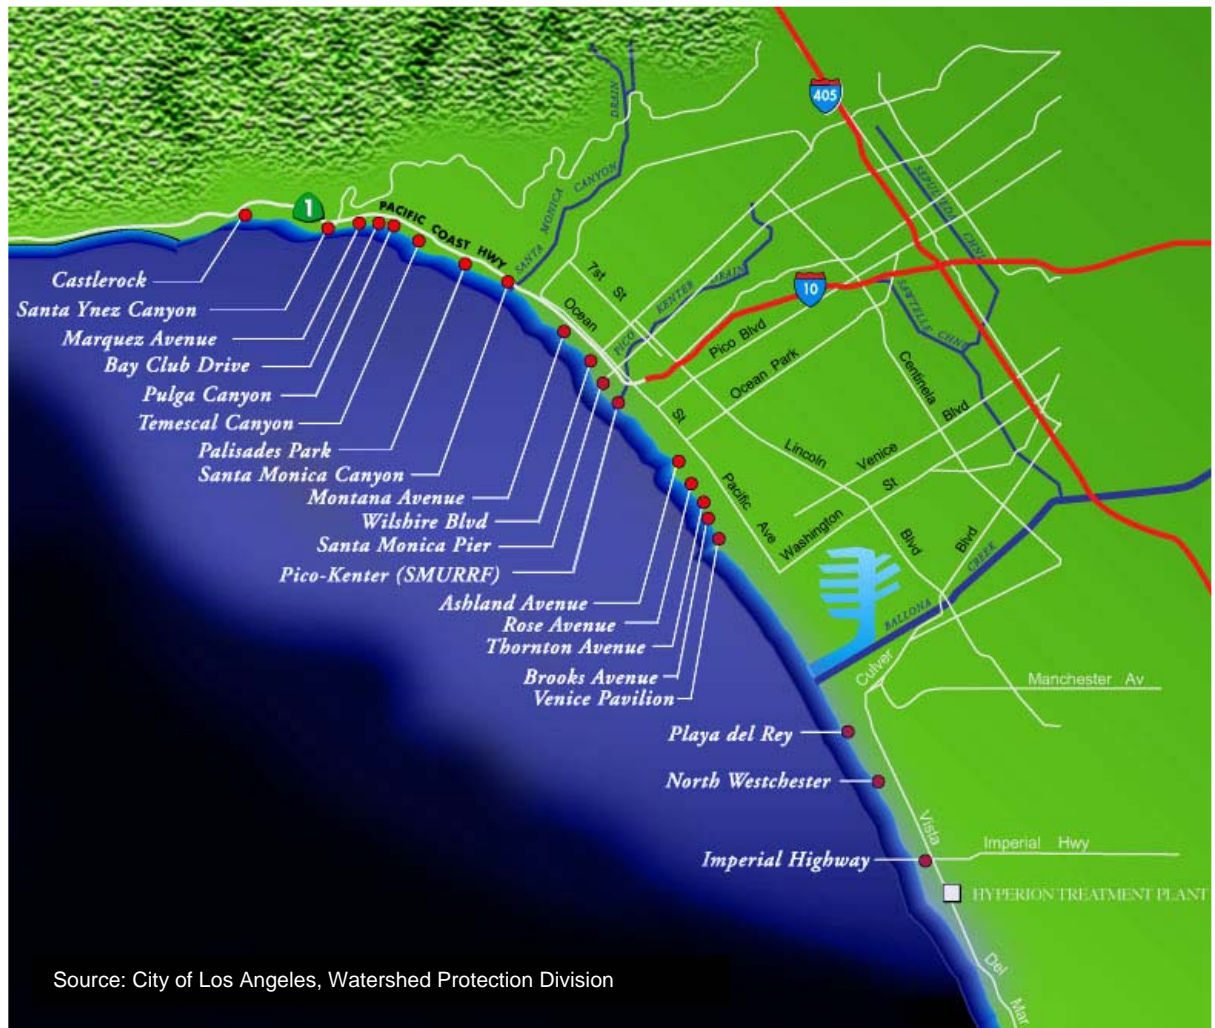 405
DRAIN
SANTA MONICA CANYON
SEPULVEDA CHNL
1
PACIFIC COAST HWY
7st St
KENTER DRAIN
PICO
10
SAWTELLE CHNL
Castlerock
Santa Ynez Canyon
Marquez Avenue
Bay Club Drive
Pulga Canyon
Temescal Canyon
Palisades Park
Santa Monica Canyon
Montana Avenue
Wilshire Blvd
Santa Monica Pier
Pico-Kenter (SMURRF)
Ashland Avenue
Rose Avenue
Thornton Avenue
Brooks Avenue
Venice Pavilion
Playa del Rey
North Westchester
Imperial Highway
Ocean
St
Pico Blvd
Ocean Park
Centinela
Blvd
Lincoln
Blvd
Venice
Blvd
Pacific
Ave
Washington
St
BALLONA
CREEK
Culver
Manchester Av
Vista
Imperial Hwy
HYPERION TREATMENT PLANT
Del
Mar
Source: City of Los Angeles, Watershed Protection Division